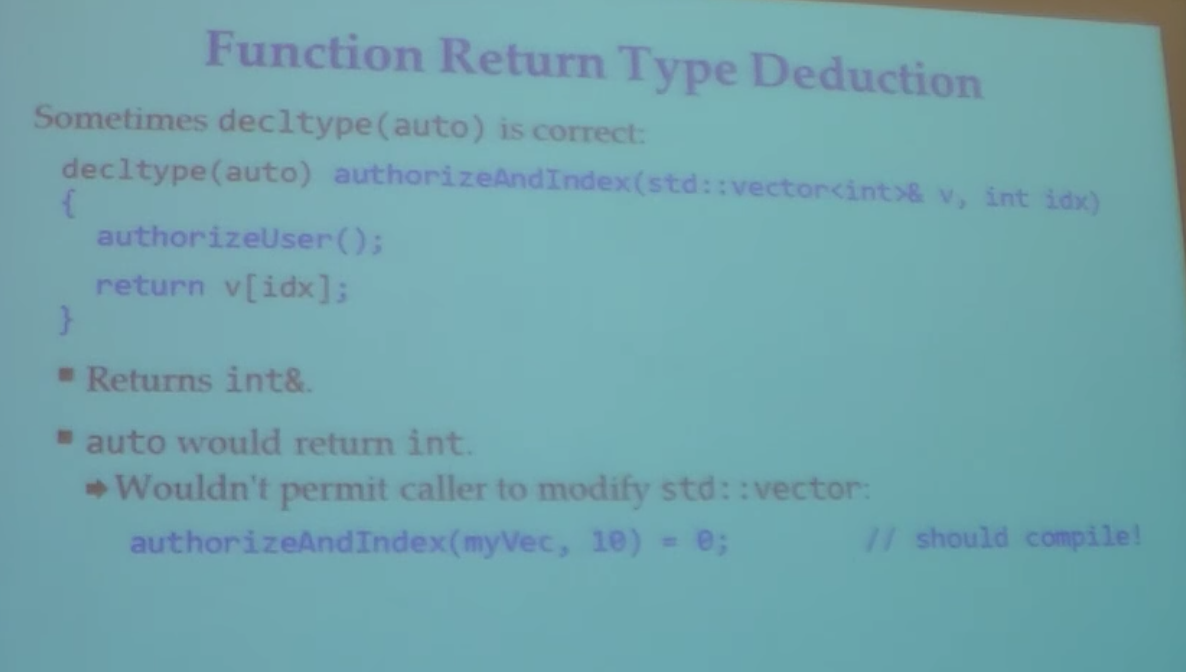 Function Return Type Deduction
Sometimes decltype(auto) is correct:
decltype(auto) authorizeAndIndex(std::vector<int>& v, int idx)
{
authorizeUser();
return v[idx];
}
▪ Returns int&.
▪ auto would return int.
➔ Wouldn't permit caller to modify std::vector:
authorizeAndIndex(myVec, 10) = 0; // should compile!